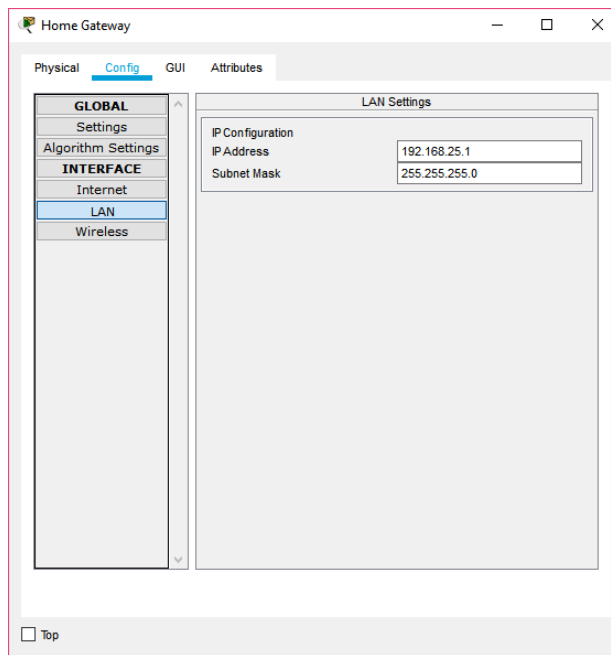 Home Gateway
Physical Config GUI Attributes
GLOBAL
Settings
Algorithm Settings
INTERFACE
Internet
LAN
Wireless
LAN Settings
IP Configuration
IP Address 192.168.25.1
Subnet Mask 255.255.255.0
Top